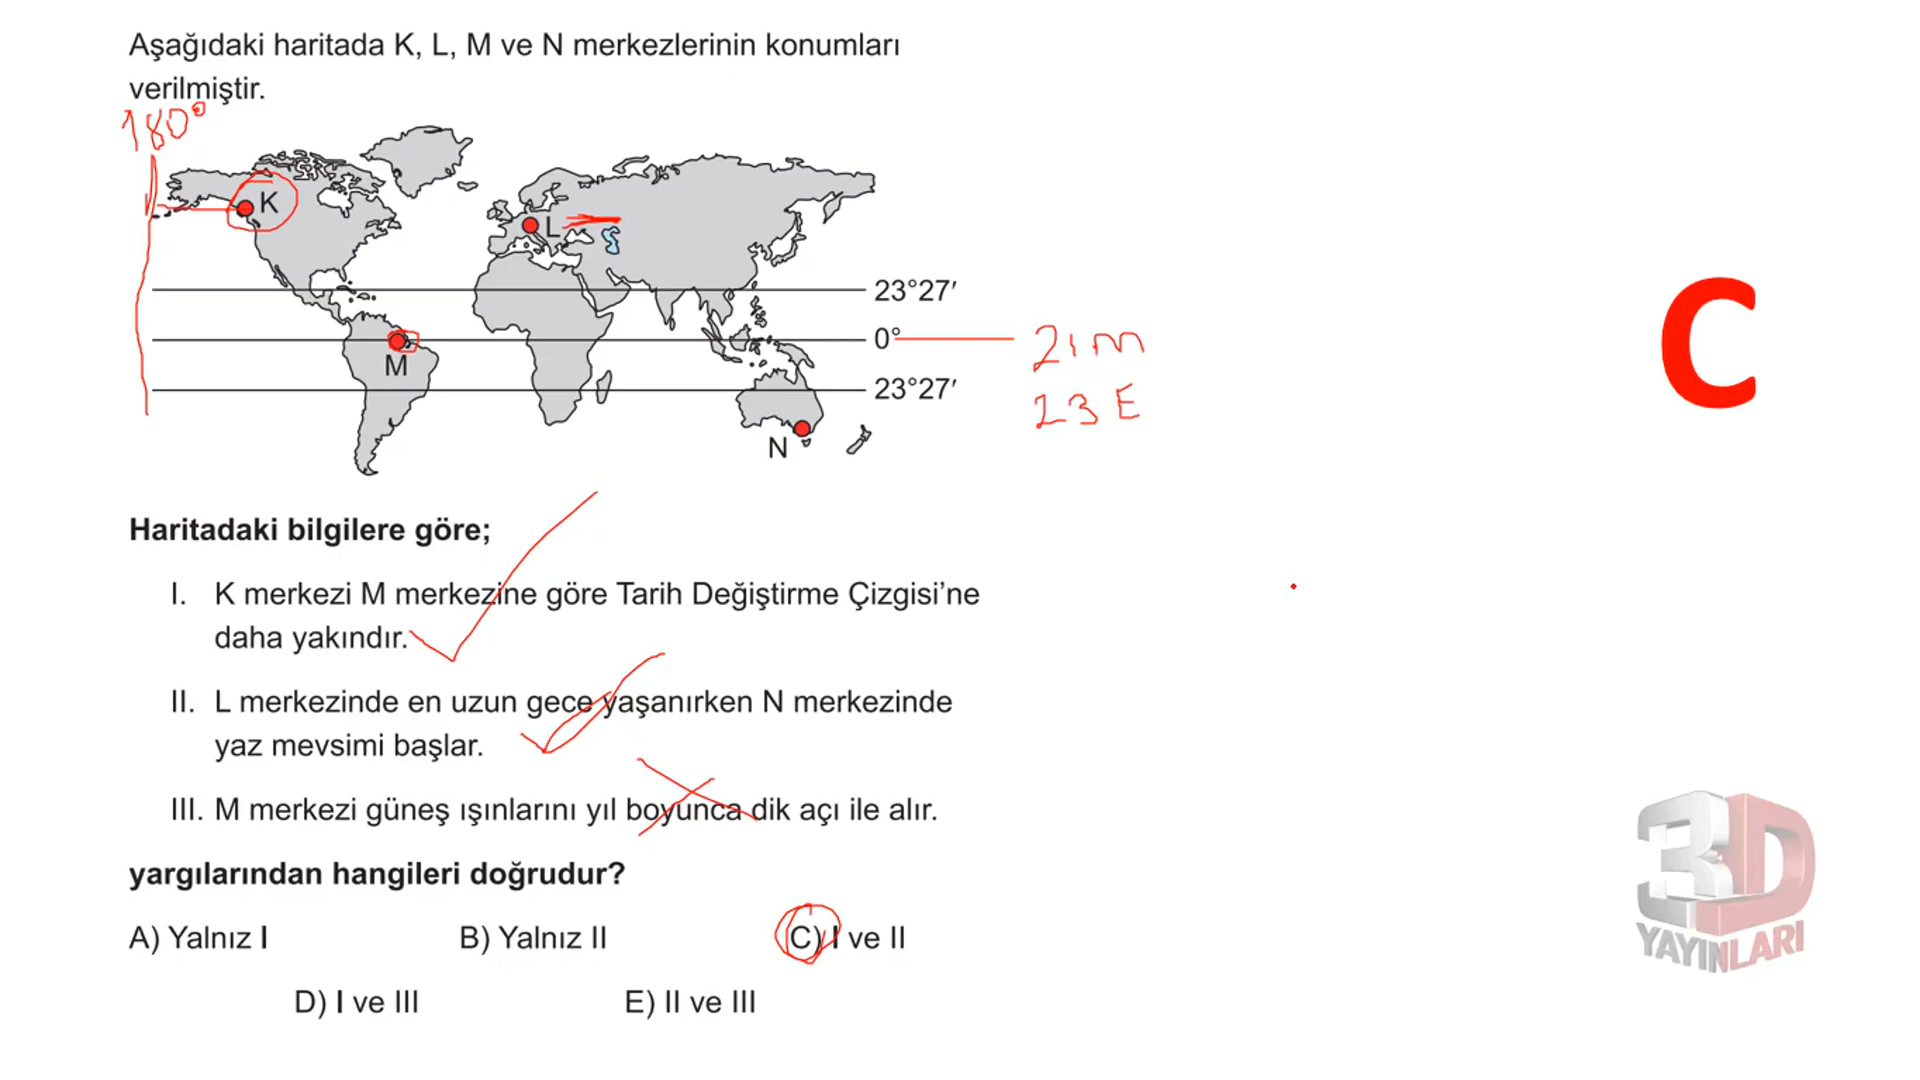 Aşağıdaki haritada K, L, M ve N merkezlerinin konumları
verilmiştir.
180°
K
L
23°27′
0°
21 M
M
23°27′
23 E
N
C
Haritadaki bilgilere göre;
I. K merkezi M merkezine göre Tarih Değiştirme Çizgisi’ne
daha yakındır.
II. L merkezinde en uzun gece yaşanırken N merkezinde
yaz mevsimi başlar.
III. M merkezi güneş ışınlarını yıl boyunca dik açı ile alır.
yargılarından hangileri doğrudur?
A) Yalnız I B) Yalnız II C) I ve II
D) I ve III E) II ve III
3D
YAYINLARI